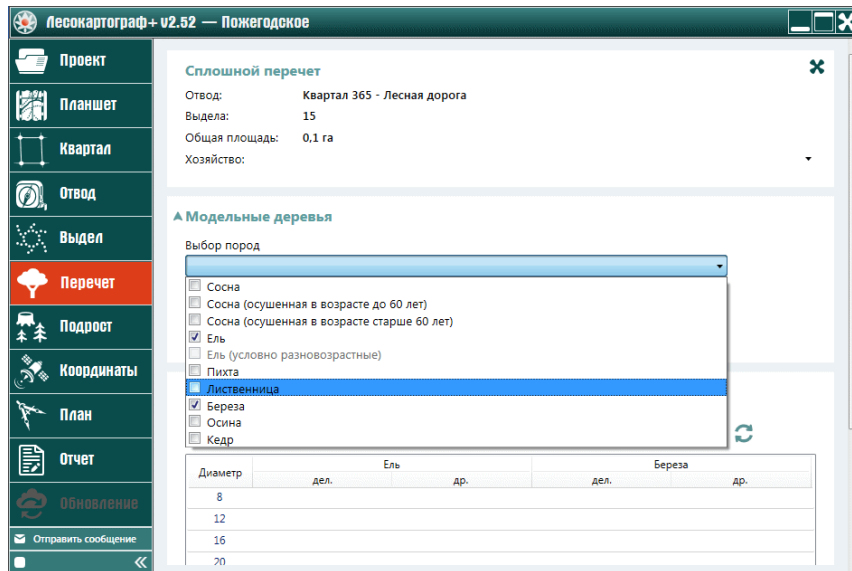 Лесокартограф+ v2.52 — Пожегодское
Проект
Планшет
Квартал
Отвод
Выдел
Перечет
Подрост
Координаты
План
Отчет
Обновление
Отправить сообщение
Сплошной перечет
Отвод: Квартал 365 - Лесная дорога
Выдела: 15
Общая площадь: 0,1 га
Хозяйство:
Модельные деревья
Выбор пород
Сосна
Сосна (осушенная в возрасте до 60 лет)
Сосна (осушенная в возрасте старше 60 лет)
Ель
Ель (условно разновозрастные)
Пихта
Лиственница
Береза
Осина
Кедр
Диаметр Ель Береза
дел. др. дел. др.
8
12
16
20